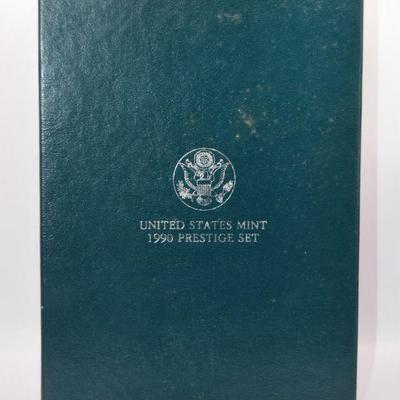 UNITED STATES MINT
1990 PRESTIGE SET